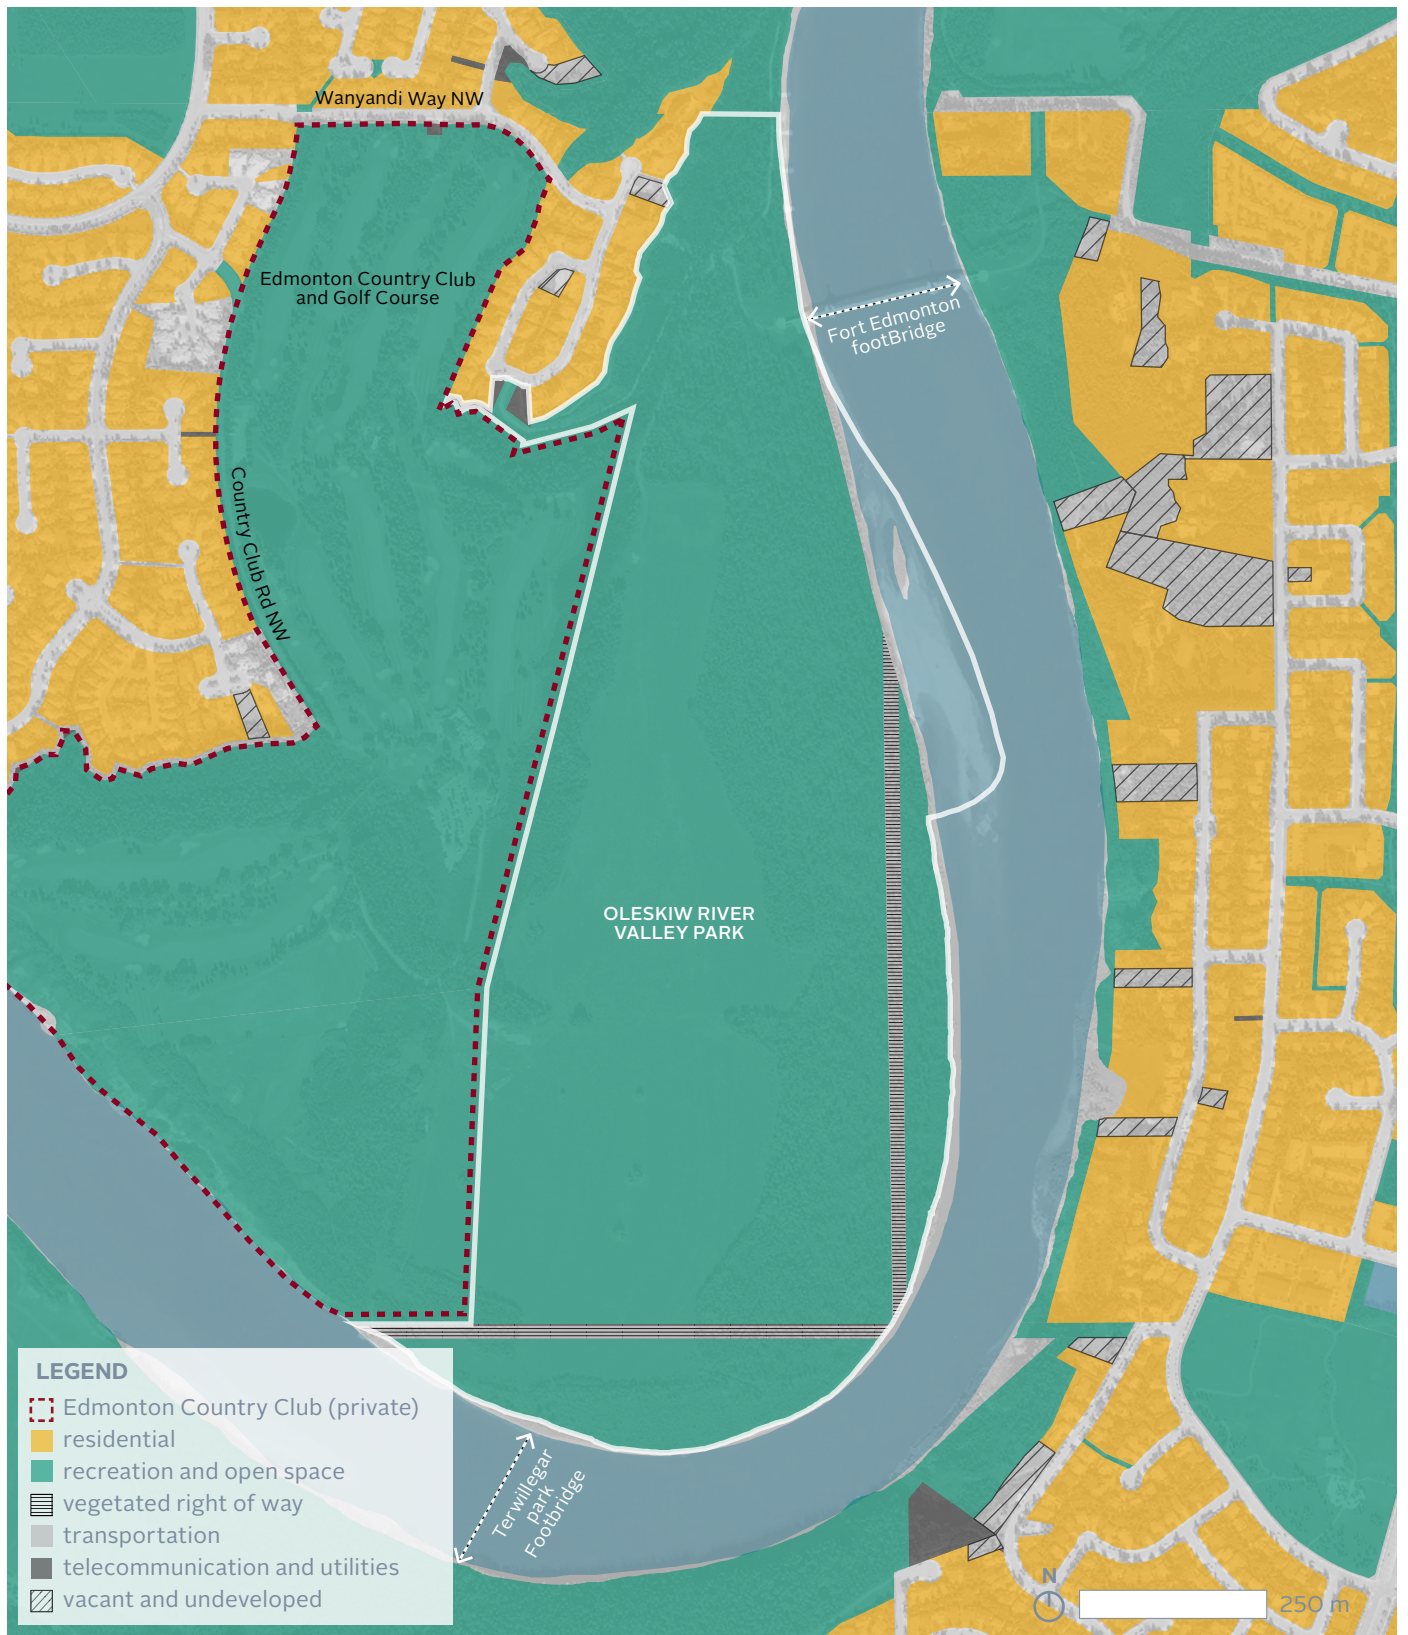 Wanyandi Way NW
Edmonton Country Club
and Golf Course
Fort Edmonton
footBridge
Country Club Rd NW
OLESKIW RIVER
VALLEY PARK
Terwillegar
park
Footbridge
LEGEND
Edmonton Country Club (private)
residential
recreation and open space
vegetated right of way
transportation
telecommunication and utilities
vacant and undeveloped
N
250 m